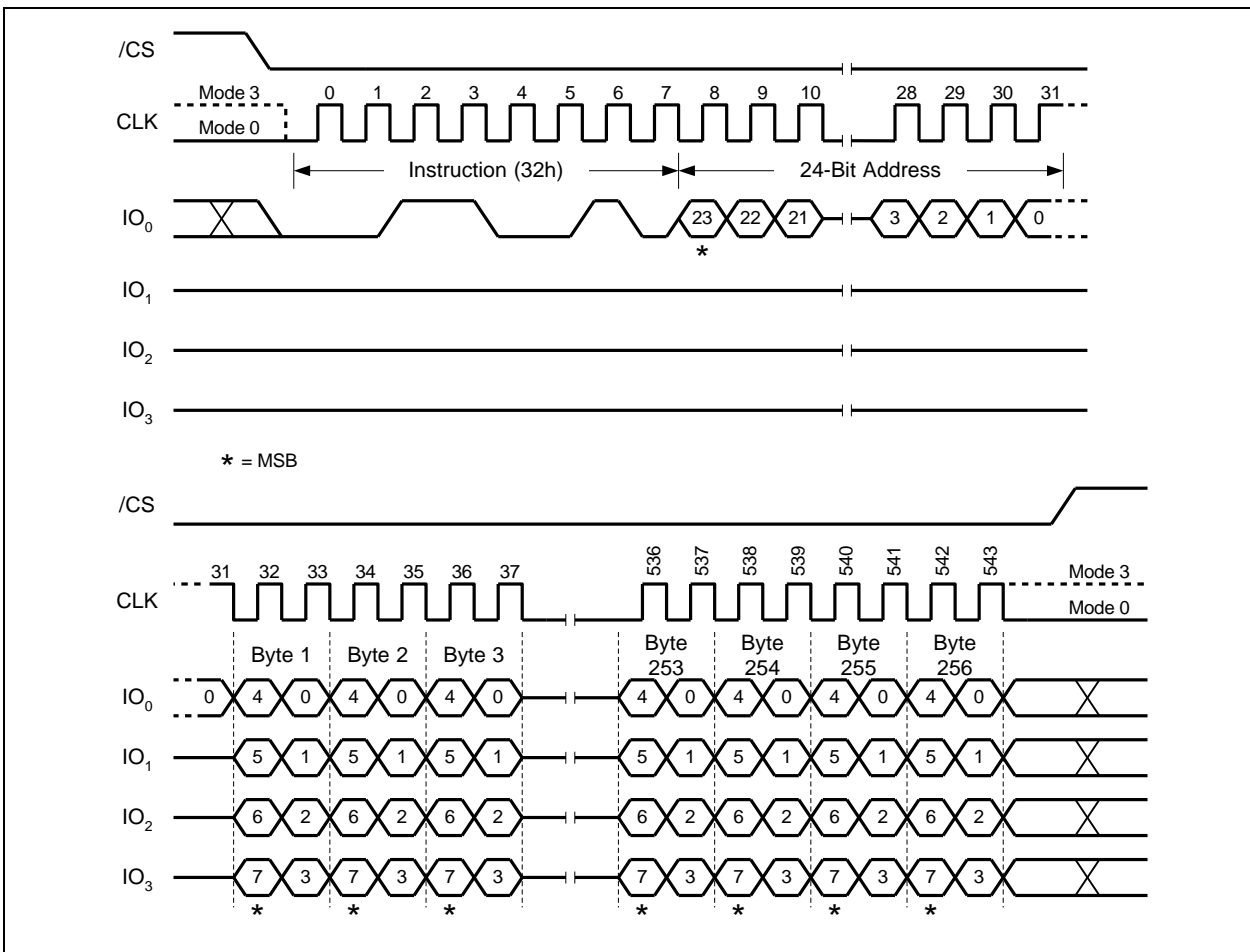 /CS
Mode 3 0 1 2 3 4 5 6 7 8 9 10 28 29 30 31
CLK
Mode 0
Instruction (32h) 24-Bit Address
IO0 23 22 21 3 2 1 0
*
IO1
IO2
IO3
* = MSB
/CS
31 32 33 34 35 36 37 536 537 538 539 540 541 542 543
Mode 3
CLK
Mode 0
Byte 1 Byte 2 Byte 3 Byte 253 Byte 254 Byte 255 Byte 256
IO0 0 4 0 4 0 4 0 4 0 4 0 4 0 4 0
IO1 5 1 5 1 5 1 5 1 5 1 5 1 5 1
IO2 6 2 6 2 6 2 6 2 6 2 6 2 6 2
IO3 7 3 7 3 7 3 7 3 7 3 7 3 7 3
* * * * * * *